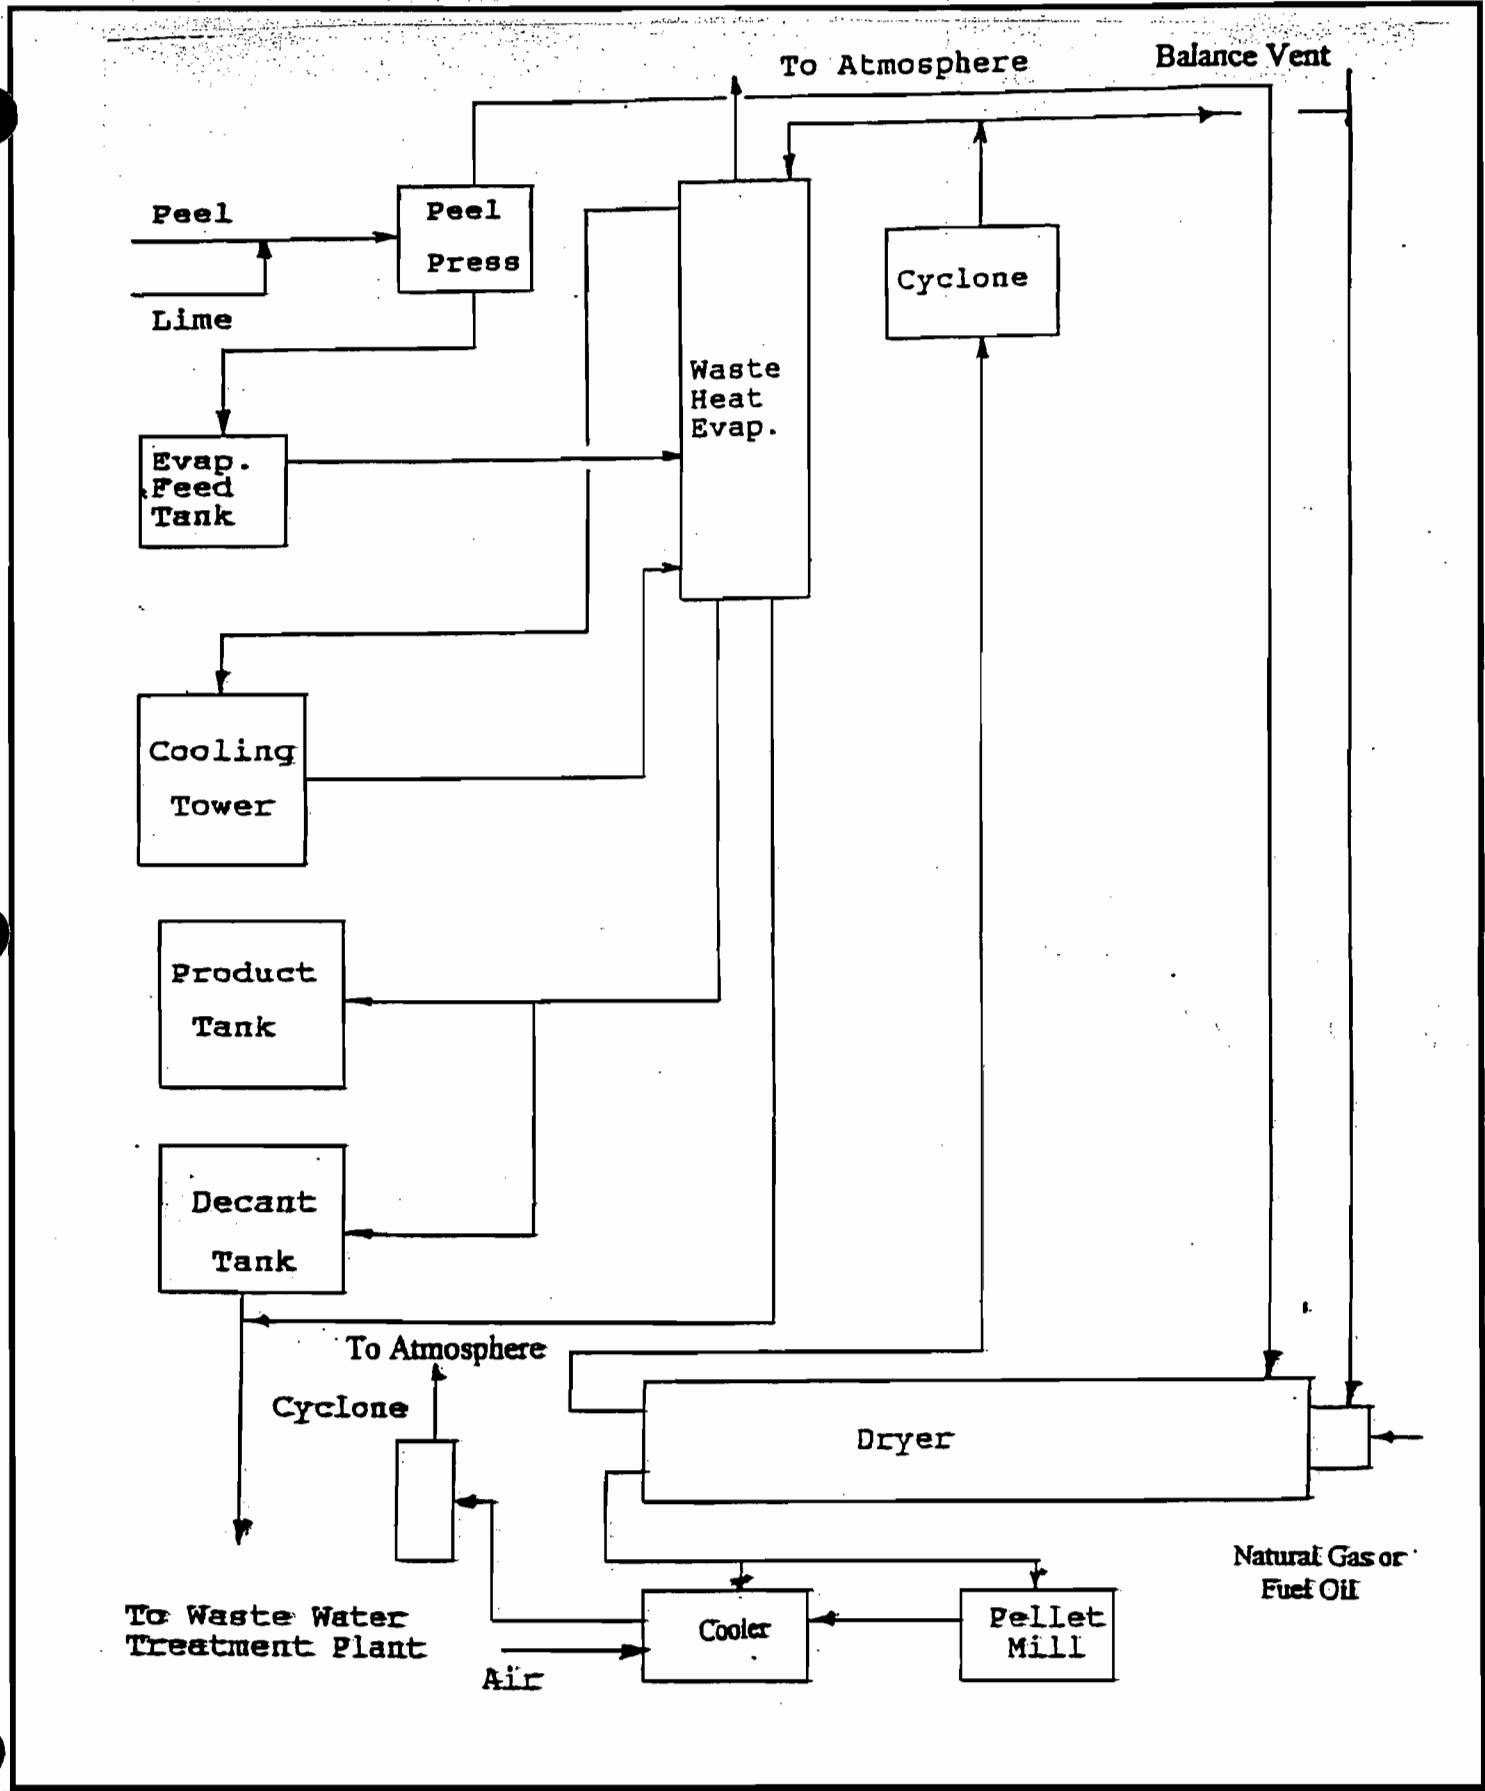 To Atmosphere
Balance Vent
Peel
Peel
Press
Cyclone
Lime
Waste
Heat
Evap.
Evap.
Feed
Tank
Cooling
Tower
Product
Tank
Decant
Tank
To Atmosphere
Cyclone
Dryer
Natural Gas or
Fuel Oil
To Waste Water
Treatment Plant
Cooler
Pellet
Mill
Air